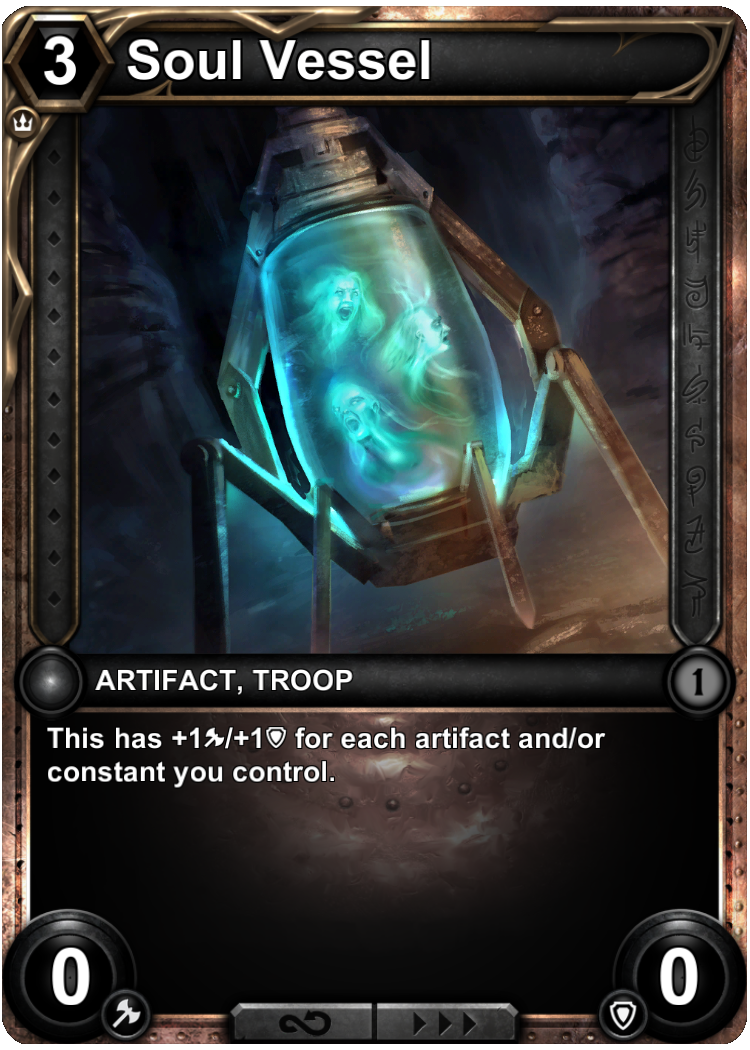 3 Soul Vessel
ARTIFACT, TROOP 1
This has +1/+1 for each artifact and/or
constant you control.
0 0